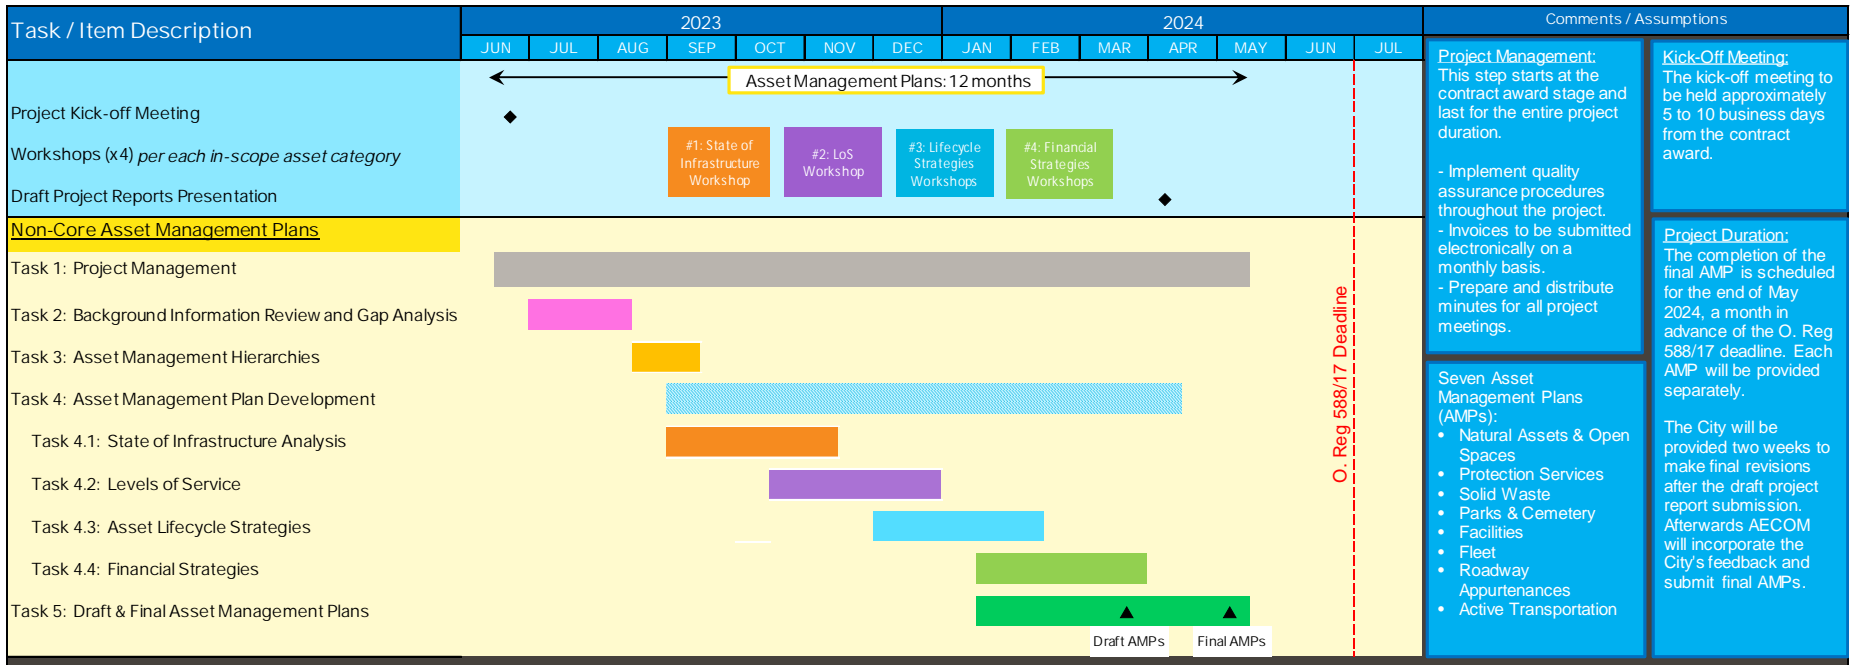 Task / Item Description
2023
2024
Comments / Assumptions
JUN JUL AUG SEP OCT NOV DEC JAN FEB MAR APR MAY JUN JUL
Asset Management Plans: 12 months
Project Kick-off Meeting
Workshops (x4) per each in-scope asset category
#1: State of
Infrastructure
Workshop
#2: LoS
Workshop
#3: Lifecycle
Strategies
Workshops
#4: Financial
Strategies
Workshops
Draft Project Reports Presentation
Non-Core Asset Management Plans
Task 1: Project Management
Task 2: Background Information Review and Gap Analysis
Task 3: Asset Management Hierarchies
Task 4: Asset Management Plan Development
Task 4.1: State of Infrastructure Analysis
Task 4.2: Levels of Service
Task 4.3: Asset Lifecycle Strategies
Task 4.4: Financial Strategies
Task 5: Draft & Final Asset Management Plans
Draft AMPs
Final AMPs
O. Reg 588/17 Deadline
Project Management:
This step starts at the
contract award stage and
last for the entire project
duration.
- Implement quality
assurance procedures
throughout the project.
- Invoices to be submitted
electronically on a
monthly basis.
- Prepare and distribute
minutes for all project
meetings.
Seven Asset
Management Plans
(AMPs):
• Natural Assets & Open
Spaces
• Protection Services
• Solid Waste
• Parks & Cemetery
• Facilities
• Fleet
• Roadway
Appurtenances
• Active Transportation
Kick-Off Meeting:
The kick-off meeting to
be held approximately
5 to 10 business days
from the contract
award.
Project Duration:
The completion of the
final AMP is scheduled
for the end of May
2024, a month in
advance of the O. Reg
588/17 deadline. Each
AMP will be provided
separately.
The City will be
provided two weeks to
make final revisions
after the draft project
report submission.
Afterwards AECOM
will incorporate the
City's feedback and
submit final AMPs.